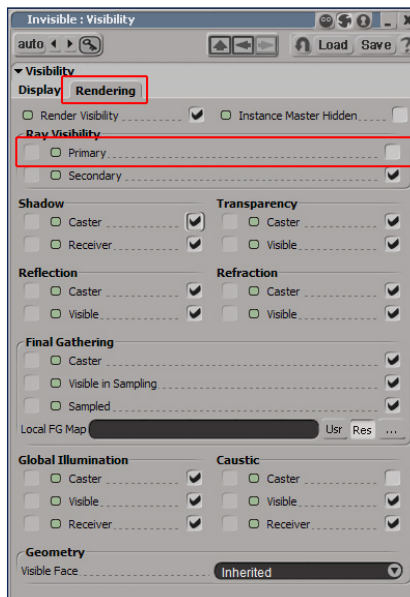 Invisible : Visibility
auto Load Save ?
Visibility
Display Rendering
Render Visibility Instance Master Hidden
Ray Visibility
Primary
Secondary
Shadow Transparency
Caster Caster
Receiver Visible
Reflection Refraction
Caster Caster
Visible Visible
Final Gathering
Caster
Visible in Sampling
Sampled
Local FG Map Usr Res ...
Global Illumination Caustic
Caster Caster
Visible Visible
Receiver Receiver
Geometry
Visible Face Inherited